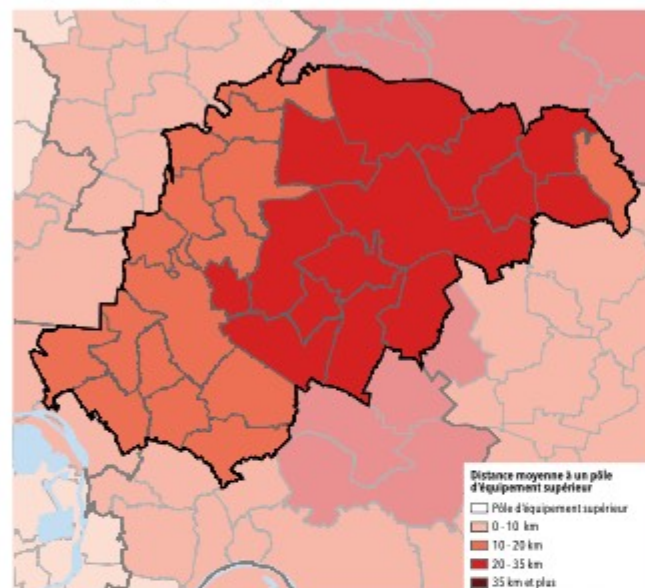 Distance moyenne à un pôle
d'équipement supérieur
Pôle d'équipement supérieur
0 - 10 km
10 - 20 km
20 - 35 km
35 km et plus